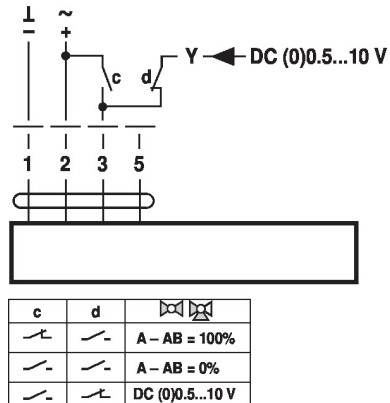 ⊥ ~
– +
c d Y DC (0)0.5...10 V
1 2 3 5
c d
A – AB = 100%
A – AB = 0%
DC (0)0.5...10 V